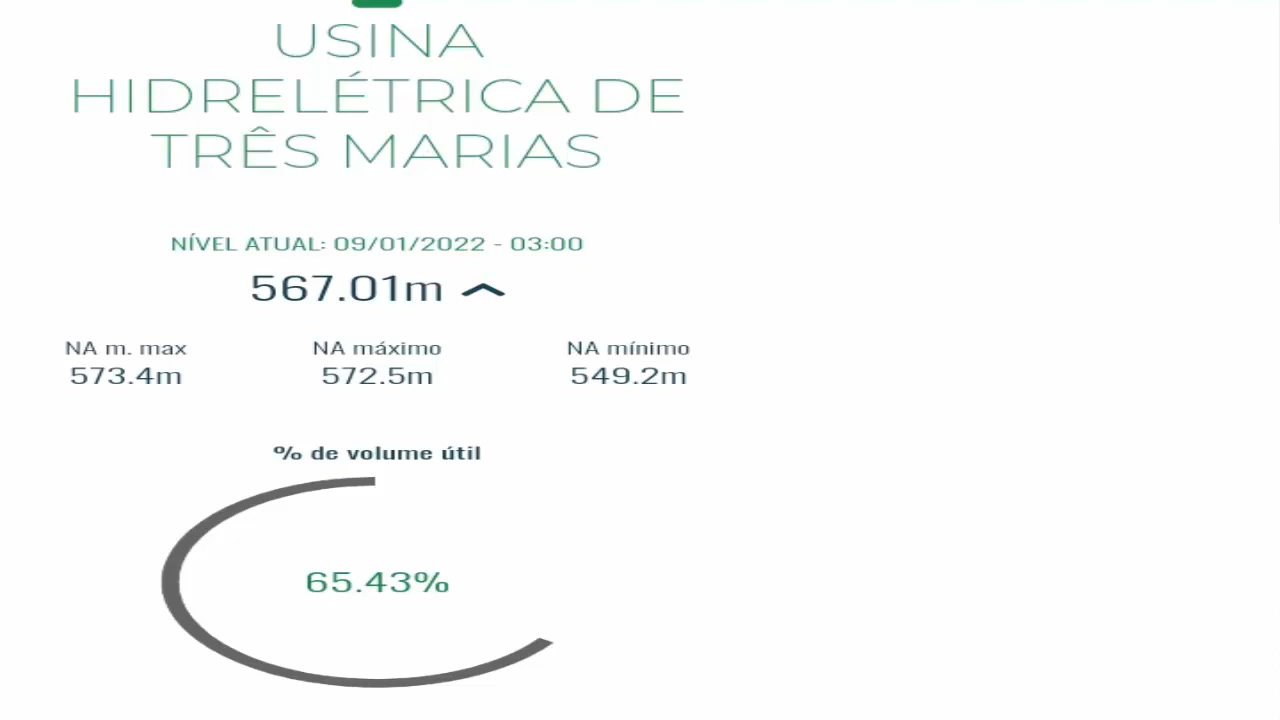 USINA
HIDRELÉTRICA DE
TRÊS MARIAS
NÍVEL ATUAL: 09/01/2022 - 03:00
567.01m
NA m. max NA máximo NA mínimo
573.4m 572.5m 549.2m
% de volume útil
65.43%